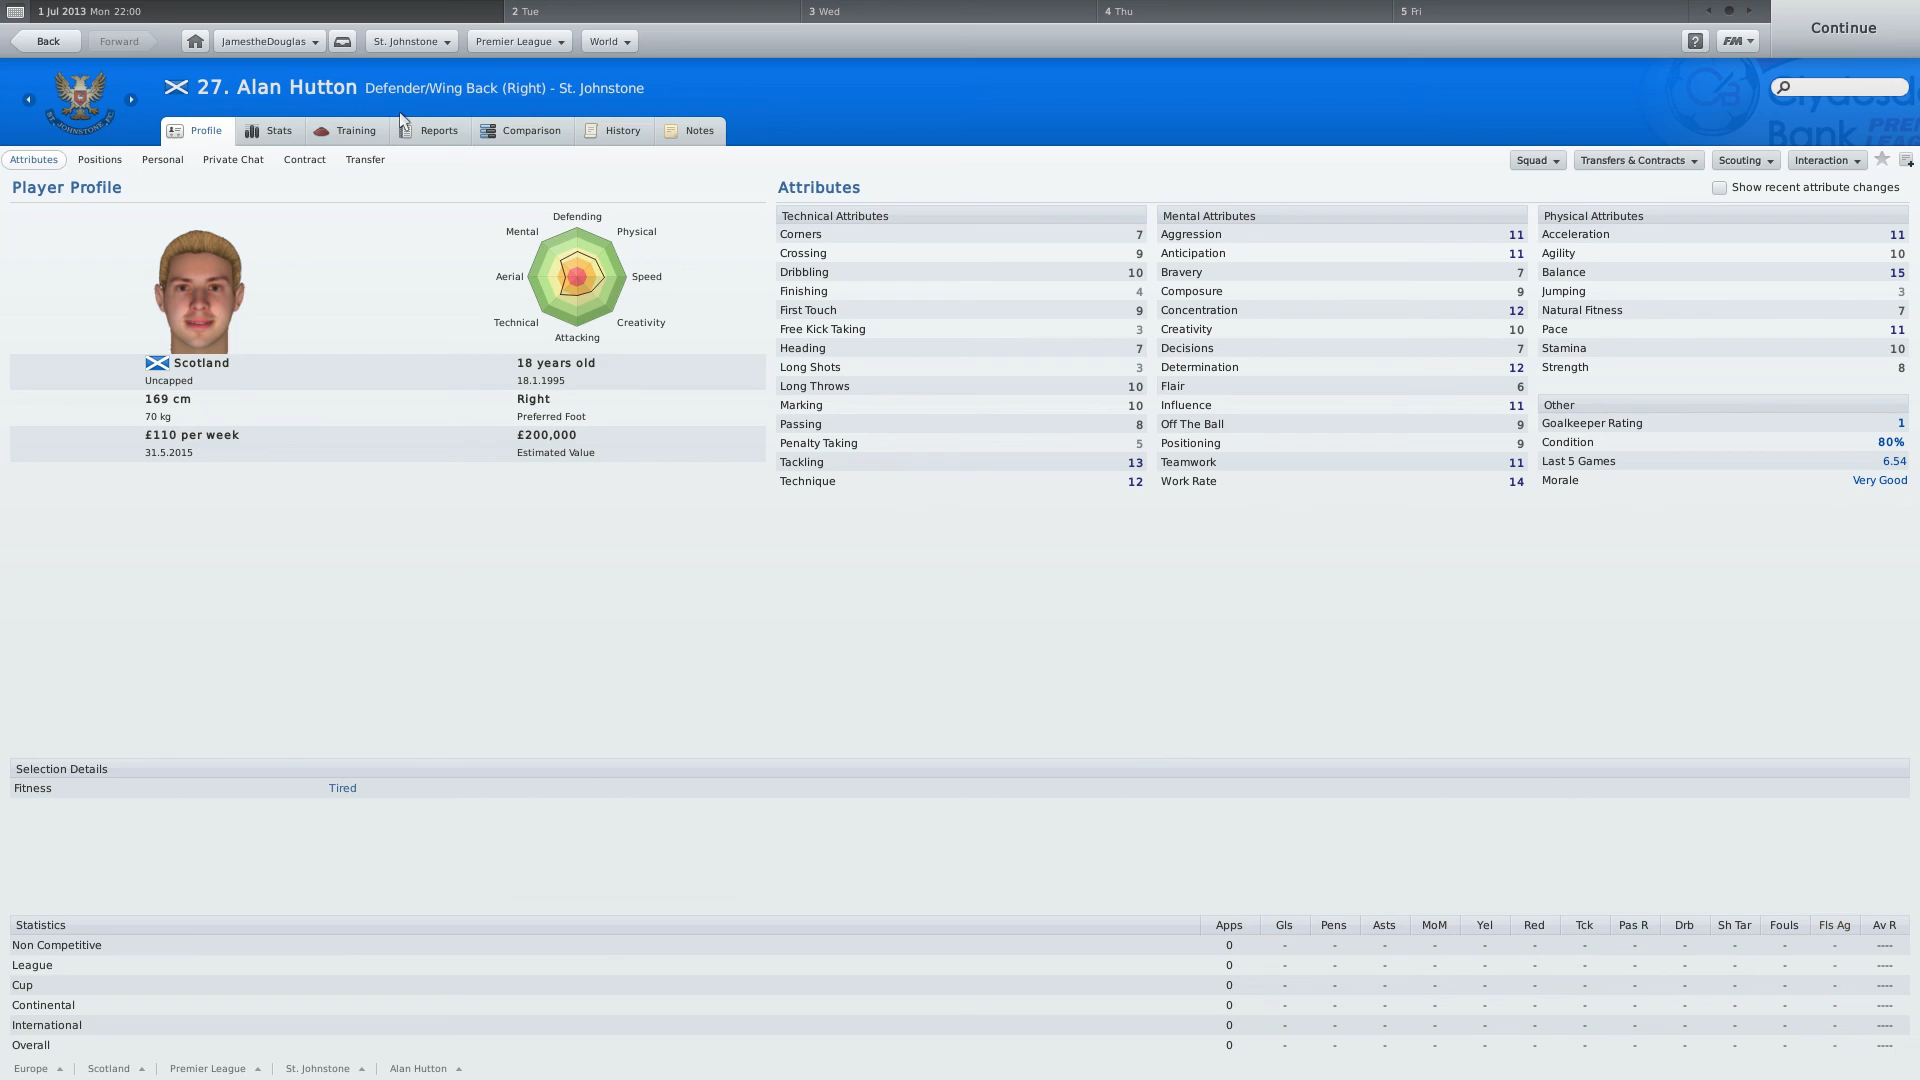 1 Jul 2013 Mon 22:00 2 Tue 3 Wed 4 Thu 5 Fri
Continue
Back Forward JamestheDouglas St. Johnstone Premier League World ? FM
27. Alan Hutton Defender/Wing Back (Right) - St. Johnstone
ST. JOHNSTONE F.C.
Clydesdale
Bank PREMIER
LEAGUE
Profile Stats Training Reports Comparison History Notes
Attributes Positions Personal Private Chat Contract Transfer Squad Transfers & Contracts Scouting Interaction
Player Profile
Defending
Mental Physical
Aerial Speed
Technical Creativity
Attacking
Scotland 18 years old
Uncapped 18.1.1995
169 cm Right
70 kg Preferred Foot
£110 per week £200,000
31.5.2015 Estimated Value
Attributes Show recent attribute changes
Technical Attributes
Corners 7
Crossing 9
Dribbling 10
Finishing 4
First Touch 9
Free Kick Taking 3
Heading 7
Long Shots 3
Long Throws 10
Marking 10
Passing 8
Penalty Taking 5
Tackling 13
Technique 12
Mental Attributes
Aggression 11
Anticipation 11
Bravery 7
Composure 9
Concentration 12
Creativity 10
Decisions 7
Determination 12
Flair 6
Influence 11
Off The Ball 9
Positioning 9
Teamwork 11
Work Rate 14
Physical Attributes
Acceleration 11
Agility 10
Balance 15
Jumping 3
Natural Fitness 7
Pace 11
Stamina 10
Strength 8
Other
Goalkeeper Rating 1
Condition 80%
Last 5 Games 6.54
Morale Very Good
Selection Details
Fitness Tired
Statistics Apps Gls Pens Asts MoM Yel Red Tck Pas R Drb Sh Tar Fouls Fls Ag Av R
Non Competitive 0 - - - - - - - - - - - - ----
League 0 - - - - - - - - - - - - ----
Cup 0 - - - - - - - - - - - - ----
Continental 0 - - - - - - - - - - - - ----
International 0 - - - - - - - - - - - - ----
Overall 0 - - - - - - - - - - - - ----
Europe Scotland Premier League St. Johnstone Alan Hutton